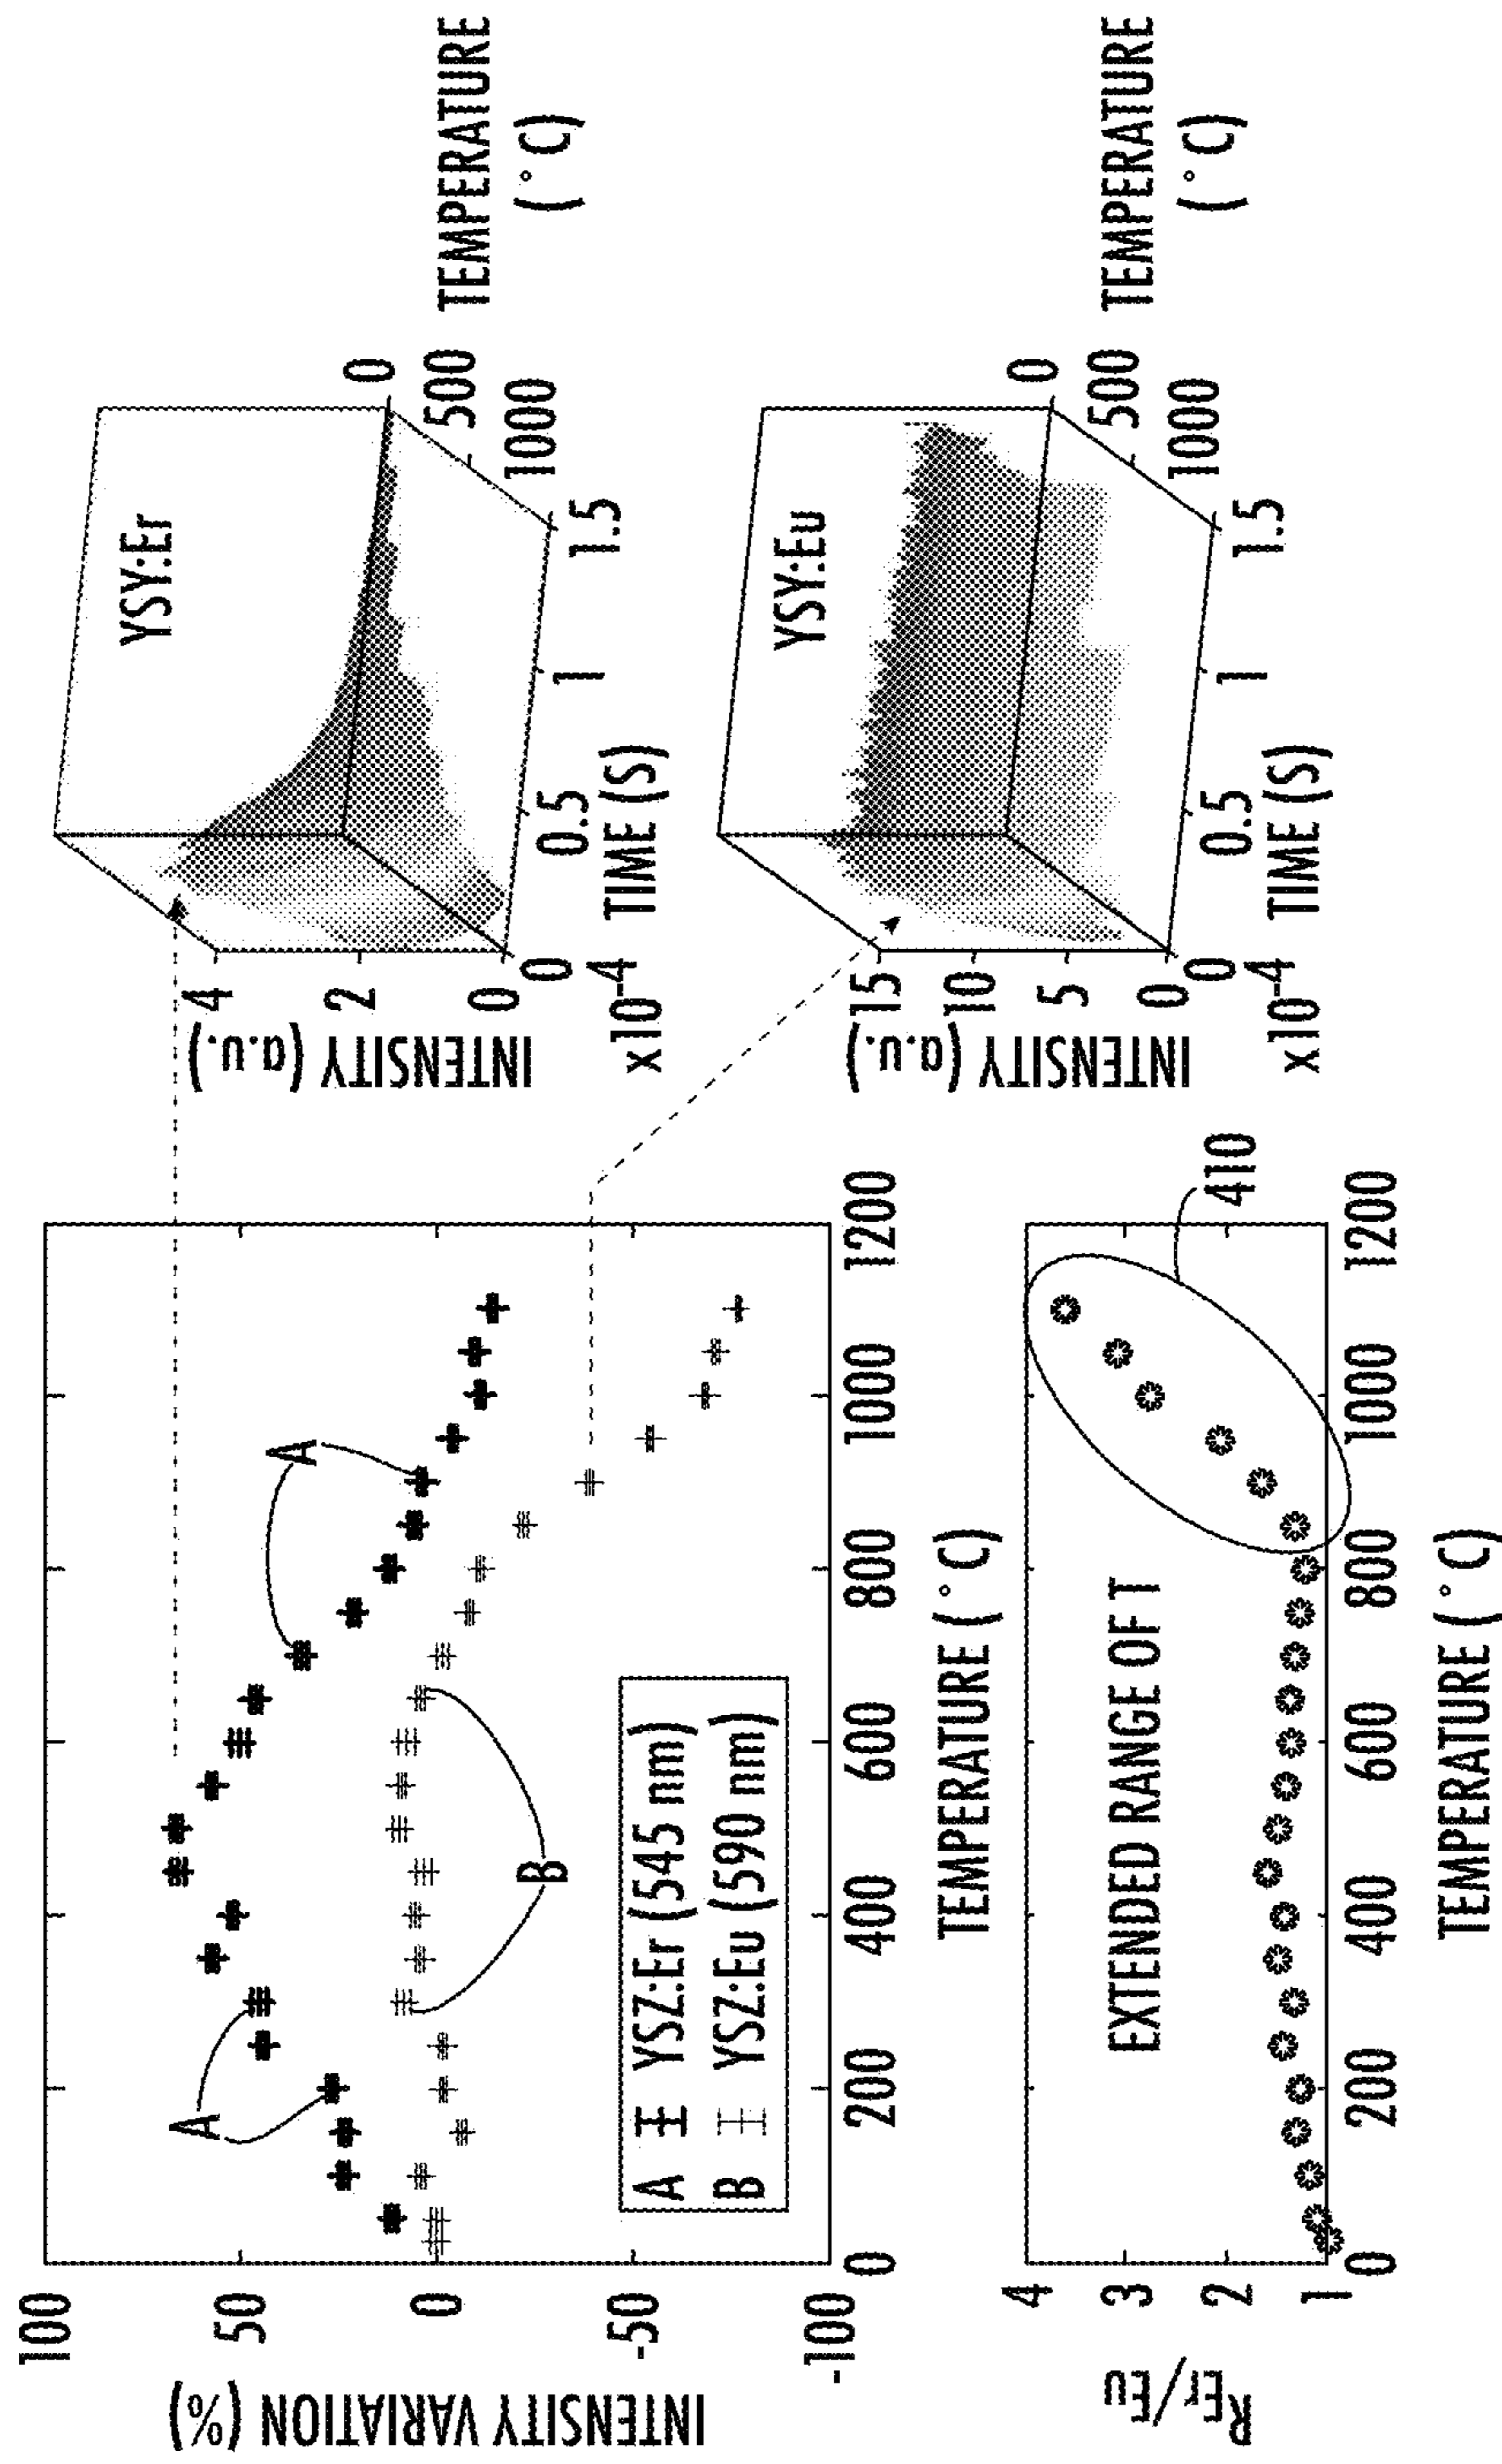 INTENSITY VARIATION (%)
100
50
0
-50
-100
A
A
B
A YSZ:Er (545 nm)
B YSZ:Eu (590 nm)
0 200 400 600 800 1000 1200
TEMPERATURE (°C)
REr/Eu
4
3
2
1
EXTENDED RANGE OF T
410
0 200 400 600 800 1000 1200
TEMPERATURE (°C)
YSY:Er
INTENSITY (a.u.)
4
2
0
0 0.5 1 1.5
x10-4
TIME (S)
0
500
1000
TEMPERATURE
(°C)
YSY:Eu
INTENSITY (a.u.)
15
10
5
0
0 0.5 1 1.5
x10-4
TIME (S)
0
500
1000
TEMPERATURE
(°C)